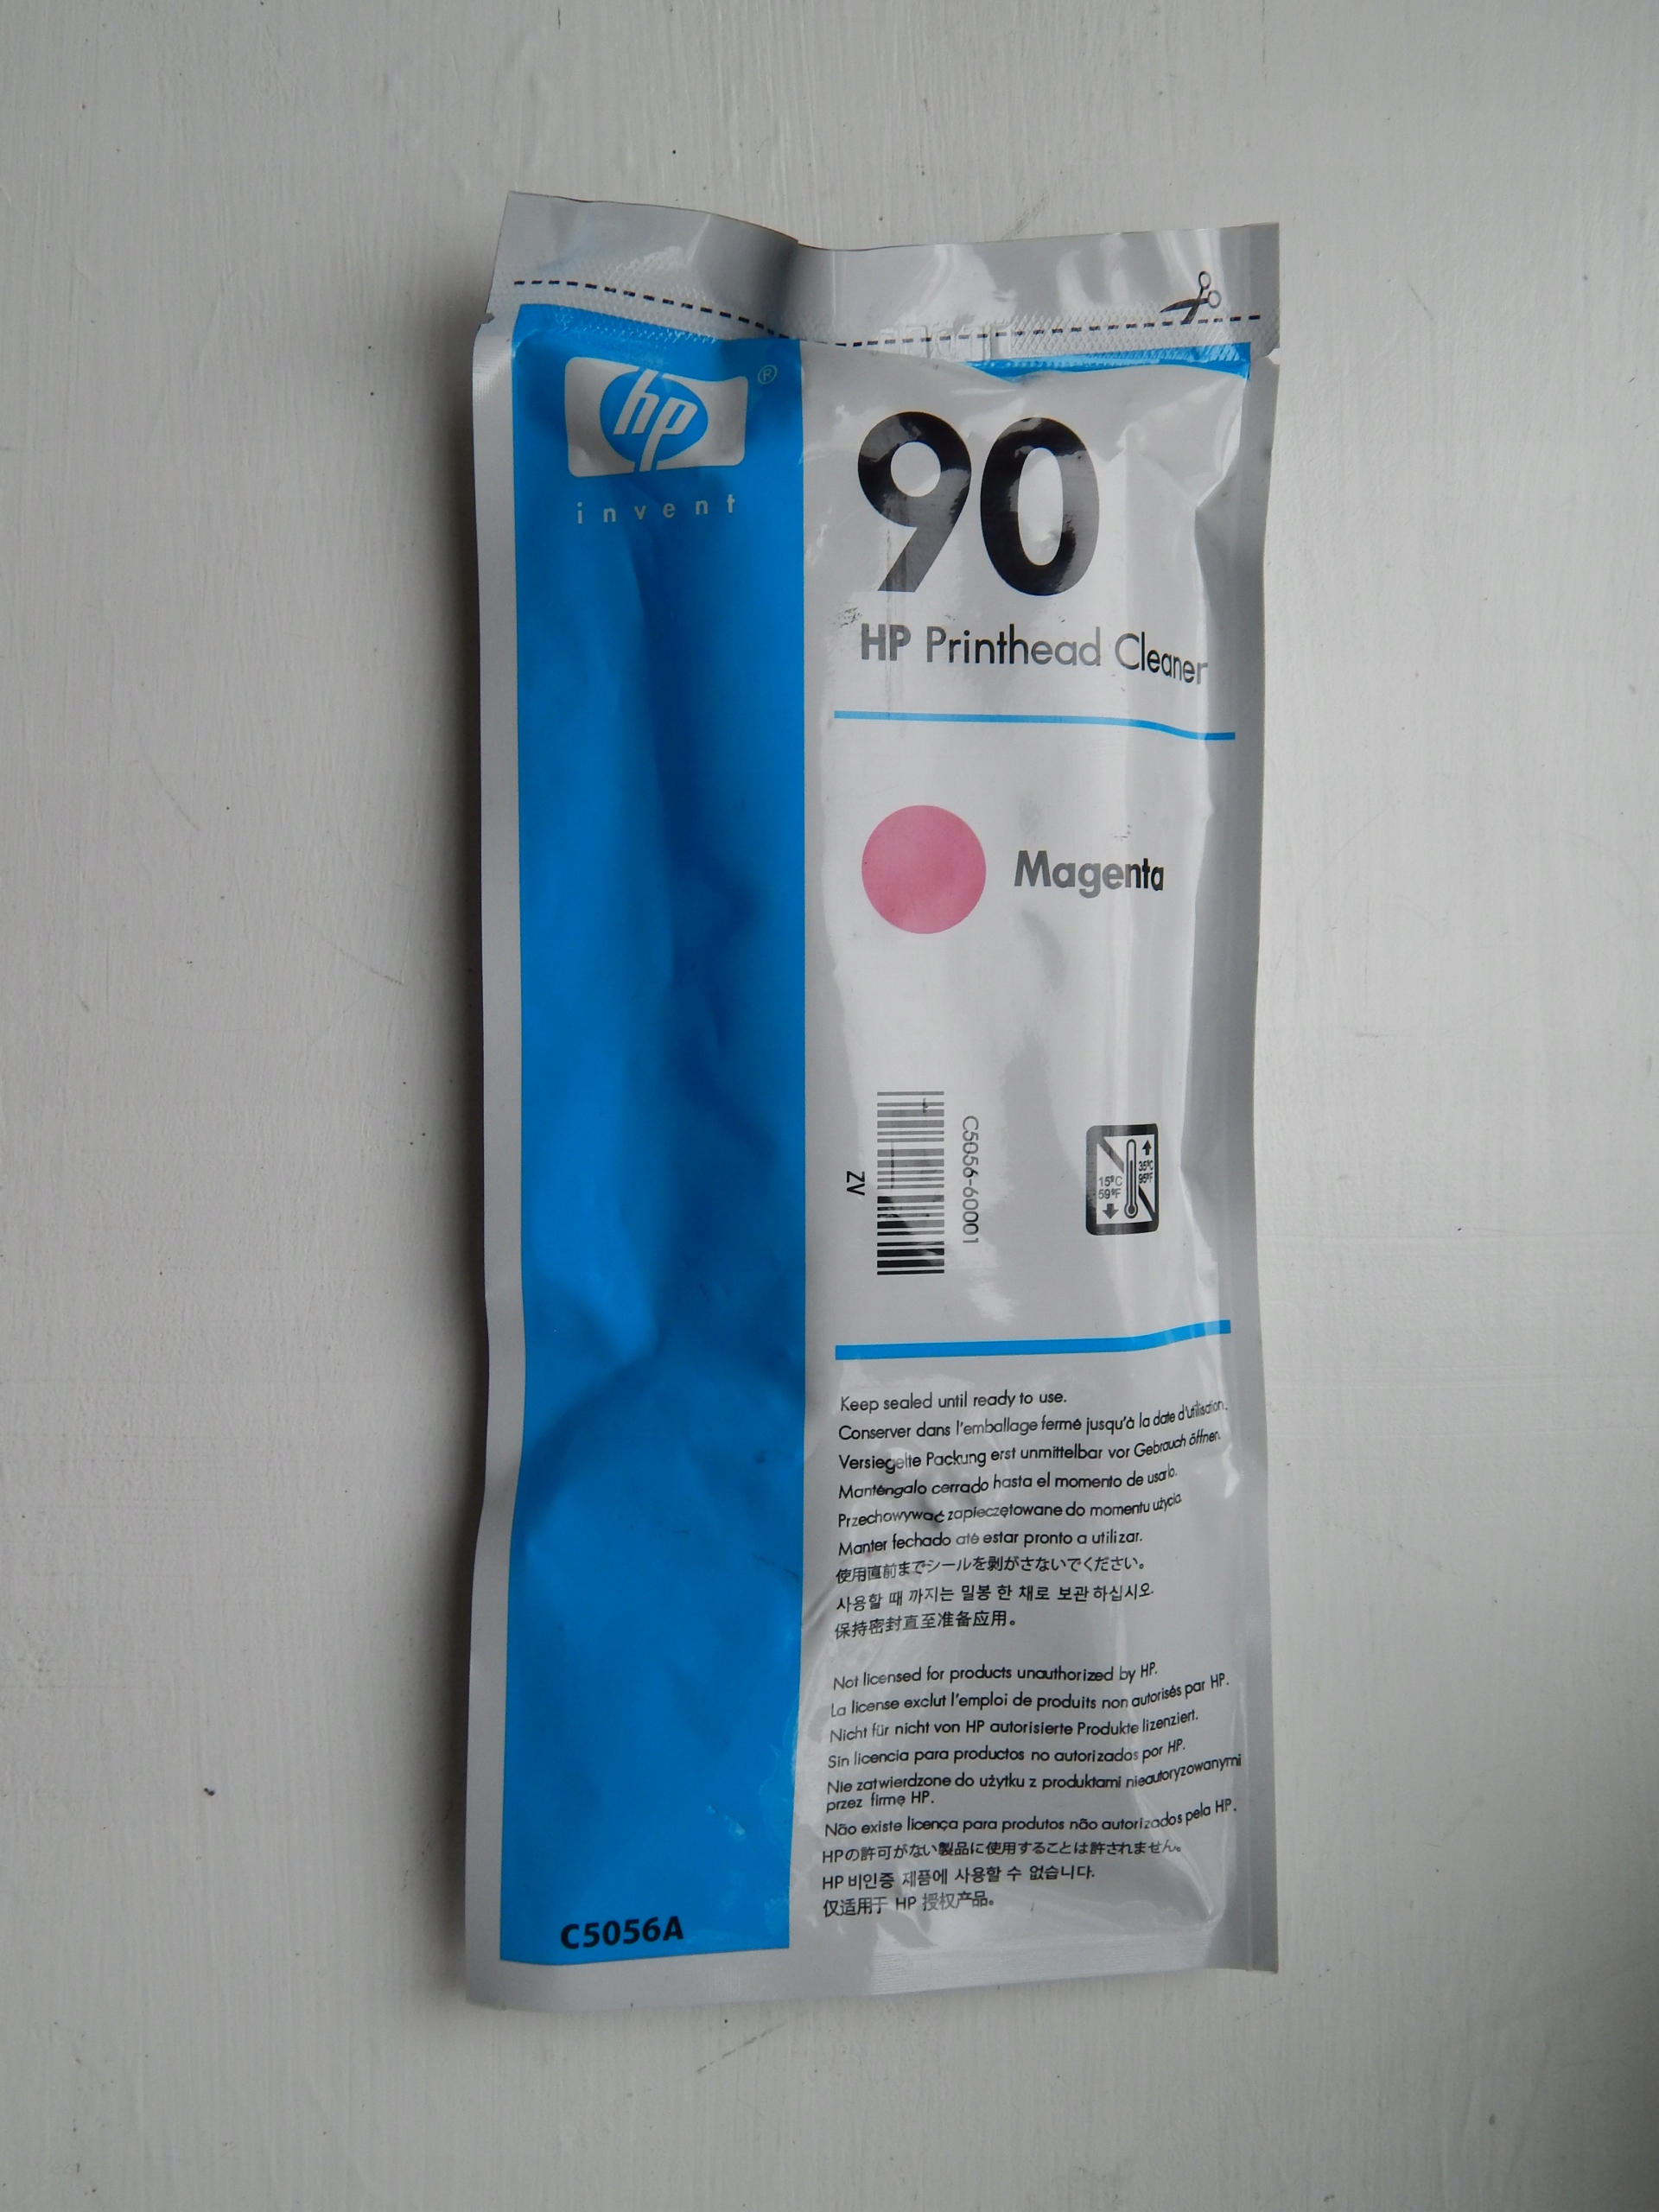 hp
®
invent
90
HP Printhead Cleaner
Magenta
C5056-60001
ZV
35°C
95°F
15°C
59°F
Keep sealed until ready to use.
Conserver dans l'emballage fermé jusqu'à la date d'utilisation.
Versiegelte Packung erst unmittelbar vor Gebrauch öffnen.
Manténgalo cerrado hasta el momento de usarlo.
Przechowywać zapieczętowane do momentu użycia.
Manter fechado até estar pronto a utilizar.
使用直前までシールを剥がさないでください。
사용할 때 까지는 밀봉 한 채로 보관 하십시오.
保持密封直至准备应用。
Not licensed for products unauthorized by HP.
La license exclut l'emploi de produits non autorisés par HP.
Nicht für nicht von HP autorisierte Produkte lizenziert.
Sin licencia para productos no autorizados por HP.
Nie zatwierdzone do użytku z produktami nieautoryzowanymi
przez firmę HP.
Não existe licença para produtos não autorizados pela HP.
HPの許可がない製品に使用することは許されません。
HP 비인증 제품에 사용할 수 없습니다.
仅适用于 HP 授权产品。
C5056A